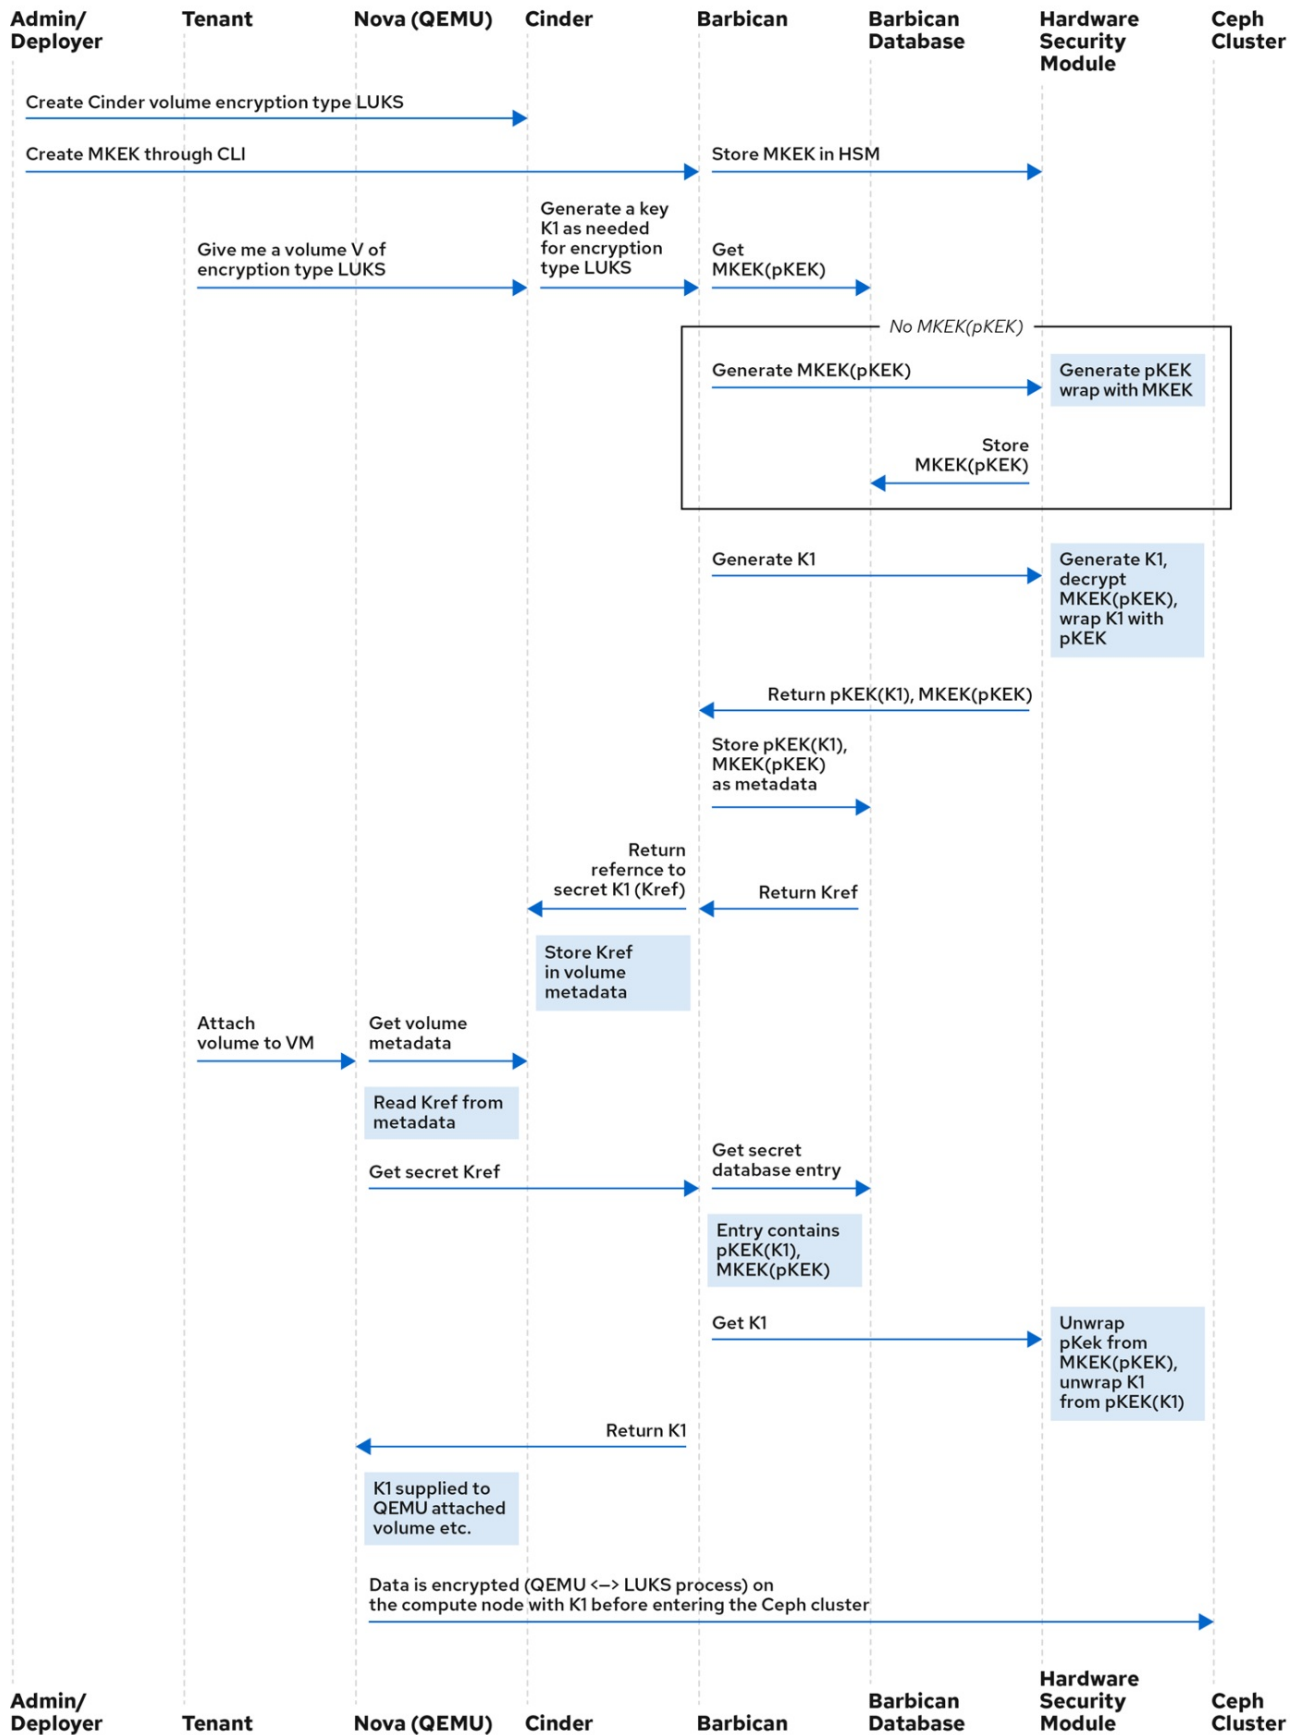 Admin/
Deployer
Tenant
Nova (QEMU)
Cinder
Barbican
Barbican
Database
Hardware
Security
Module
Ceph
Cluster
Create Cinder volume encryption type LUKS
Create MKEK through CLI
Store MKEK in HSM
Give me a volume V of
encryption type LUKS
Generate a key
K1 as needed
for encryption
type LUKS
Get
MKEK(pKEK)
No MKEK(pKEK)
Generate MKEK(pKEK)
Generate pKEK
wrap with MKEK
Store
MKEK(pKEK)
Generate K1
Generate K1,
decrypt
MKEK(pKEK),
wrap K1 with
pKEK
Return pKEK(K1), MKEK(pKEK)
Store pKEK(K1),
MKEK(pKEK)
as metadata
Return
refernce to
secret K1 (Kref)
Return Kref
Store Kref
in volume
metadata
Attach
volume to VM
Get volume
metadata
Read Kref from
metadata
Get secret Kref
Get secret
database entry
Entry contains
pKEK(K1),
MKEK(pKEK)
Get K1
Unwrap
pKek from
MKEK(pKEK),
unwrap K1
from pKEK(K1)
Return K1
K1 supplied to
QEMU attached
volume etc.
Data is encrypted (QEMU <–> LUKS process) on
the compute node with K1 before entering the Ceph cluster
Admin/
Deployer
Tenant
Nova (QEMU)
Cinder
Barbican
Barbican
Database
Hardware
Security
Module
Ceph
Cluster